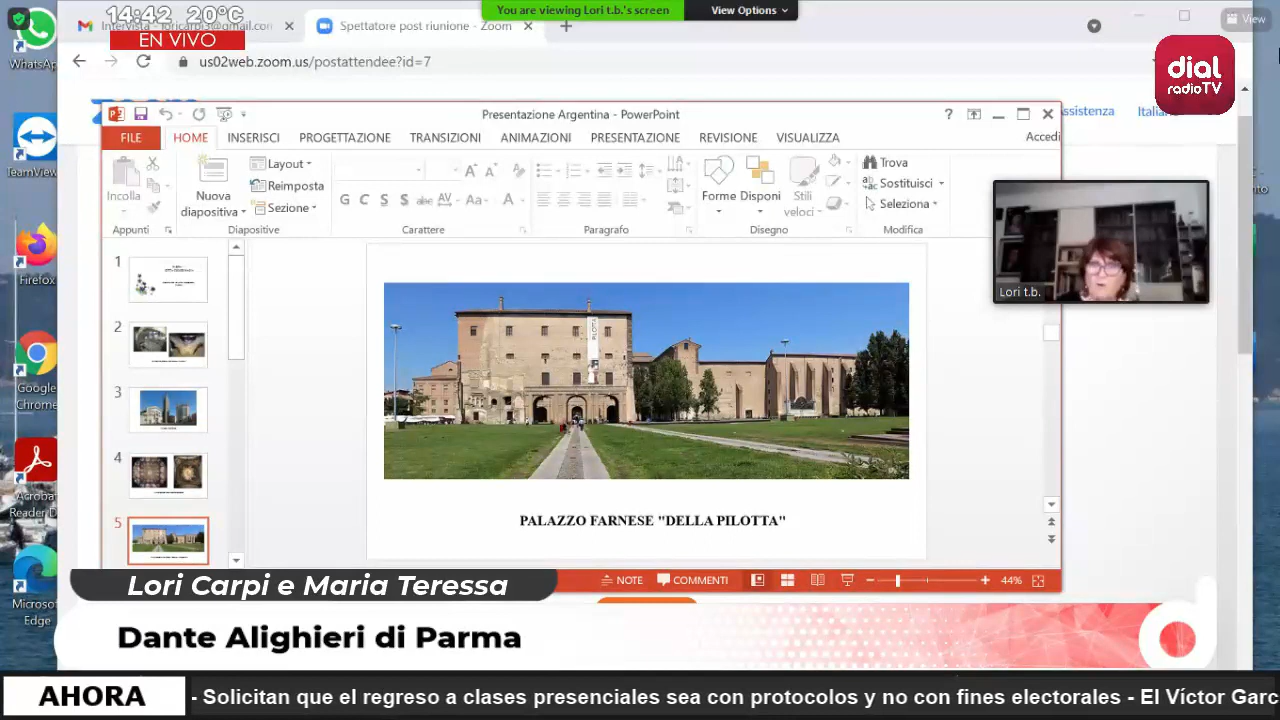 14:42 20°C
EN VIVO
You are viewing Lori t.b.'s screen
View Options
View
Spettatore post riunione - Zoom
us02web.zoom.us/postattendee?id=7
dial
radioTV
Assistenza
WhatsApp
TeamView
Firefox
Google
Chrome
Acrobat
Reader D
Microsoft
Edge
Presentazione Argentina - PowerPoint
FILE HOME INSERISCI PROGETTAZIONE TRANSIZIONI ANIMAZIONI PRESENTAZIONE REVISIONE VISUALIZZA Accedi
Incolla
Appunti
Nuova
diapositiva
Layout
Reimposta
Sezione
Diapositive
G C S S abc AV Aa A
Carattere
Paragrafo
Forme Disponi Stili
veloci
Disegno
Trova
Sostituisci
Seleziona
Modifica
1
2
3
4
5
PALAZZO FARNESE "DELLA PILOTTA"
Lori t.b.
NOTE COMMENTI 44%
Lori Carpi e Maria Teressa
Dante Alighieri di Parma
AHORA
- Solicitan que el regreso a clases presenciales sea con protocolos y no con fines electorales - El Víctor Garc